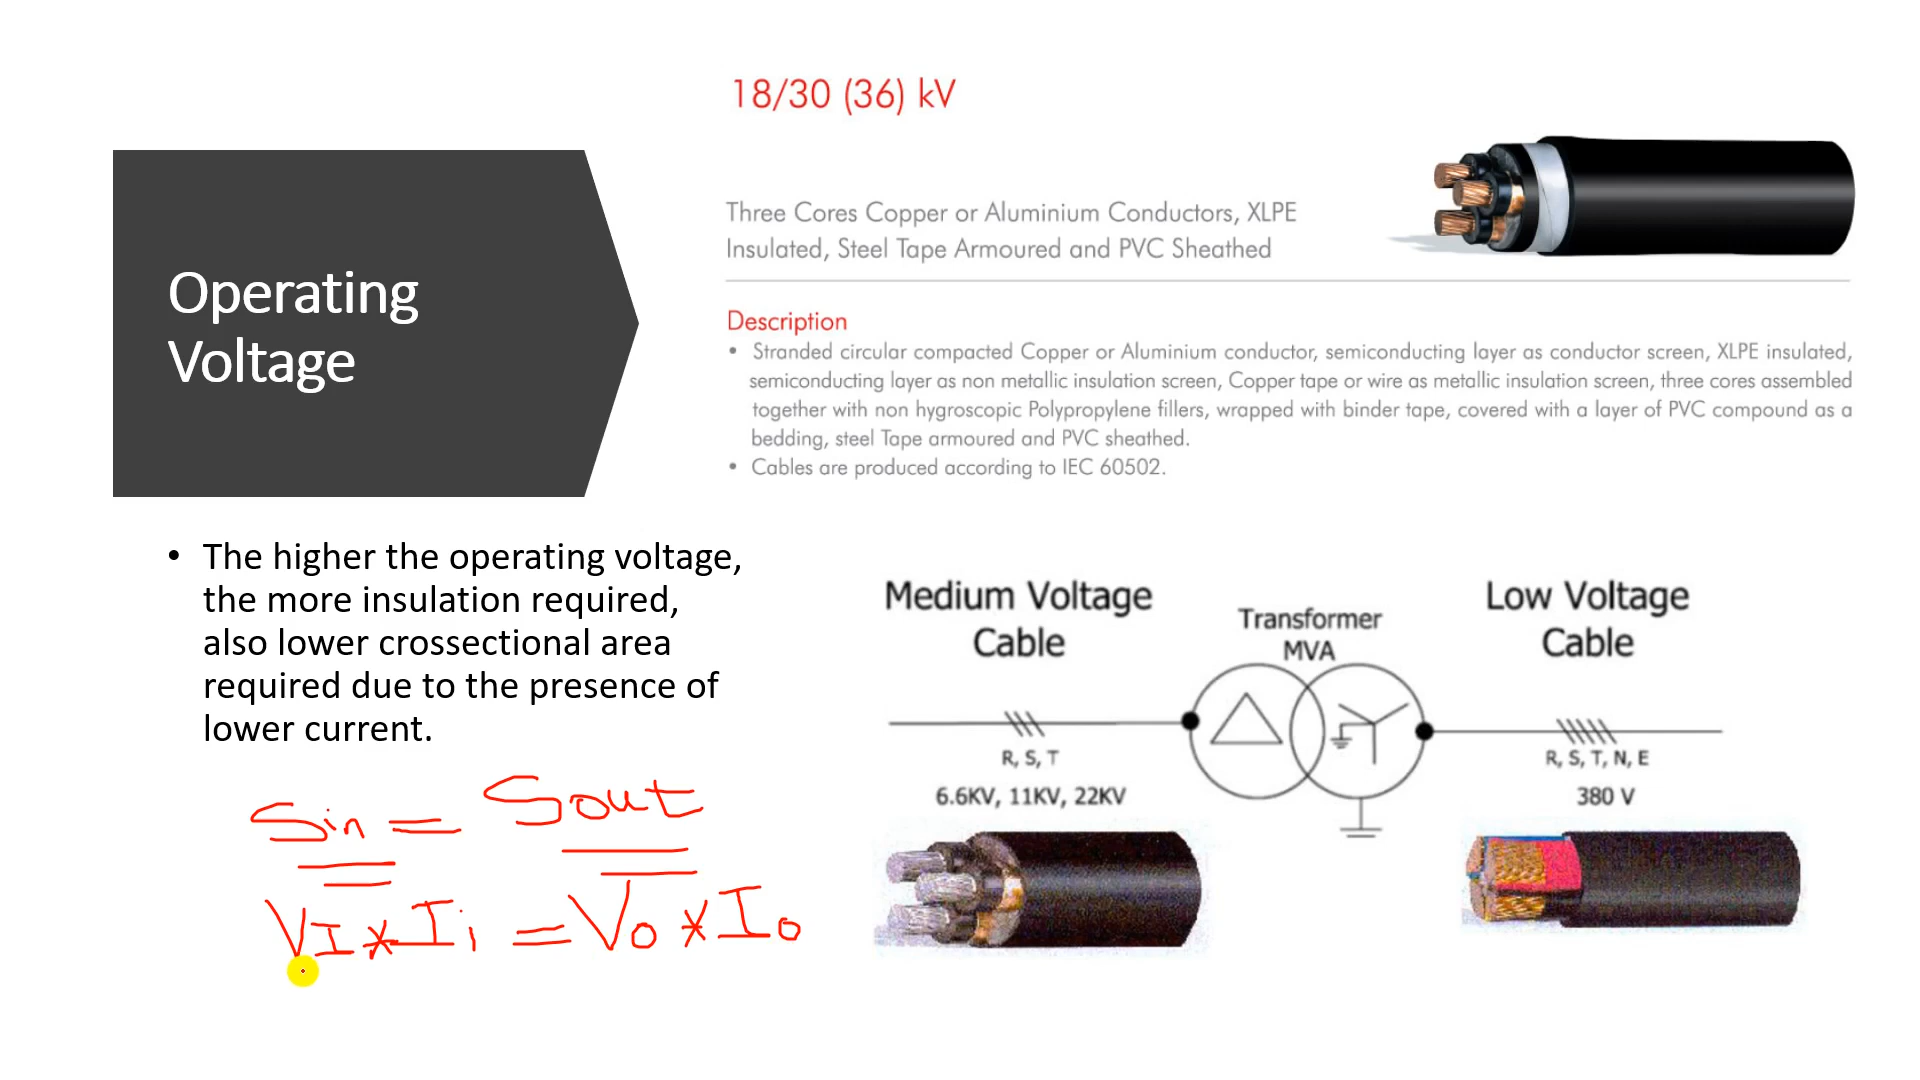 18/30 (36) kV
Three Cores Copper or Aluminium Conductors, XLPE
Insulated, Steel Tape Armoured and PVC Sheathed
Operating
Voltage
Description
• Stranded circular compacted Copper or Aluminium conductor, semiconducting layer as conductor screen, XLPE insulated,
semiconducting layer as non metallic insulation screen, Copper tape or wire as metallic insulation screen, three cores assembled
together with non hygroscopic Polypropylene fillers, wrapped with binder tape, covered with a layer of PVC compound as a
bedding, steel Tape armoured and PVC sheathed.
• Cables are produced according to IEC 60502.
• The higher the operating voltage,
the more insulation required,
also lower crossectional area
required due to the presence of
lower current.
Sin = Sout
VI * Ii = Vo * Io
Medium Voltage
Cable
Transformer
MVA
Low Voltage
Cable
R, S, T
6.6KV, 11KV, 22KV
R, S, T, N, E
380 V